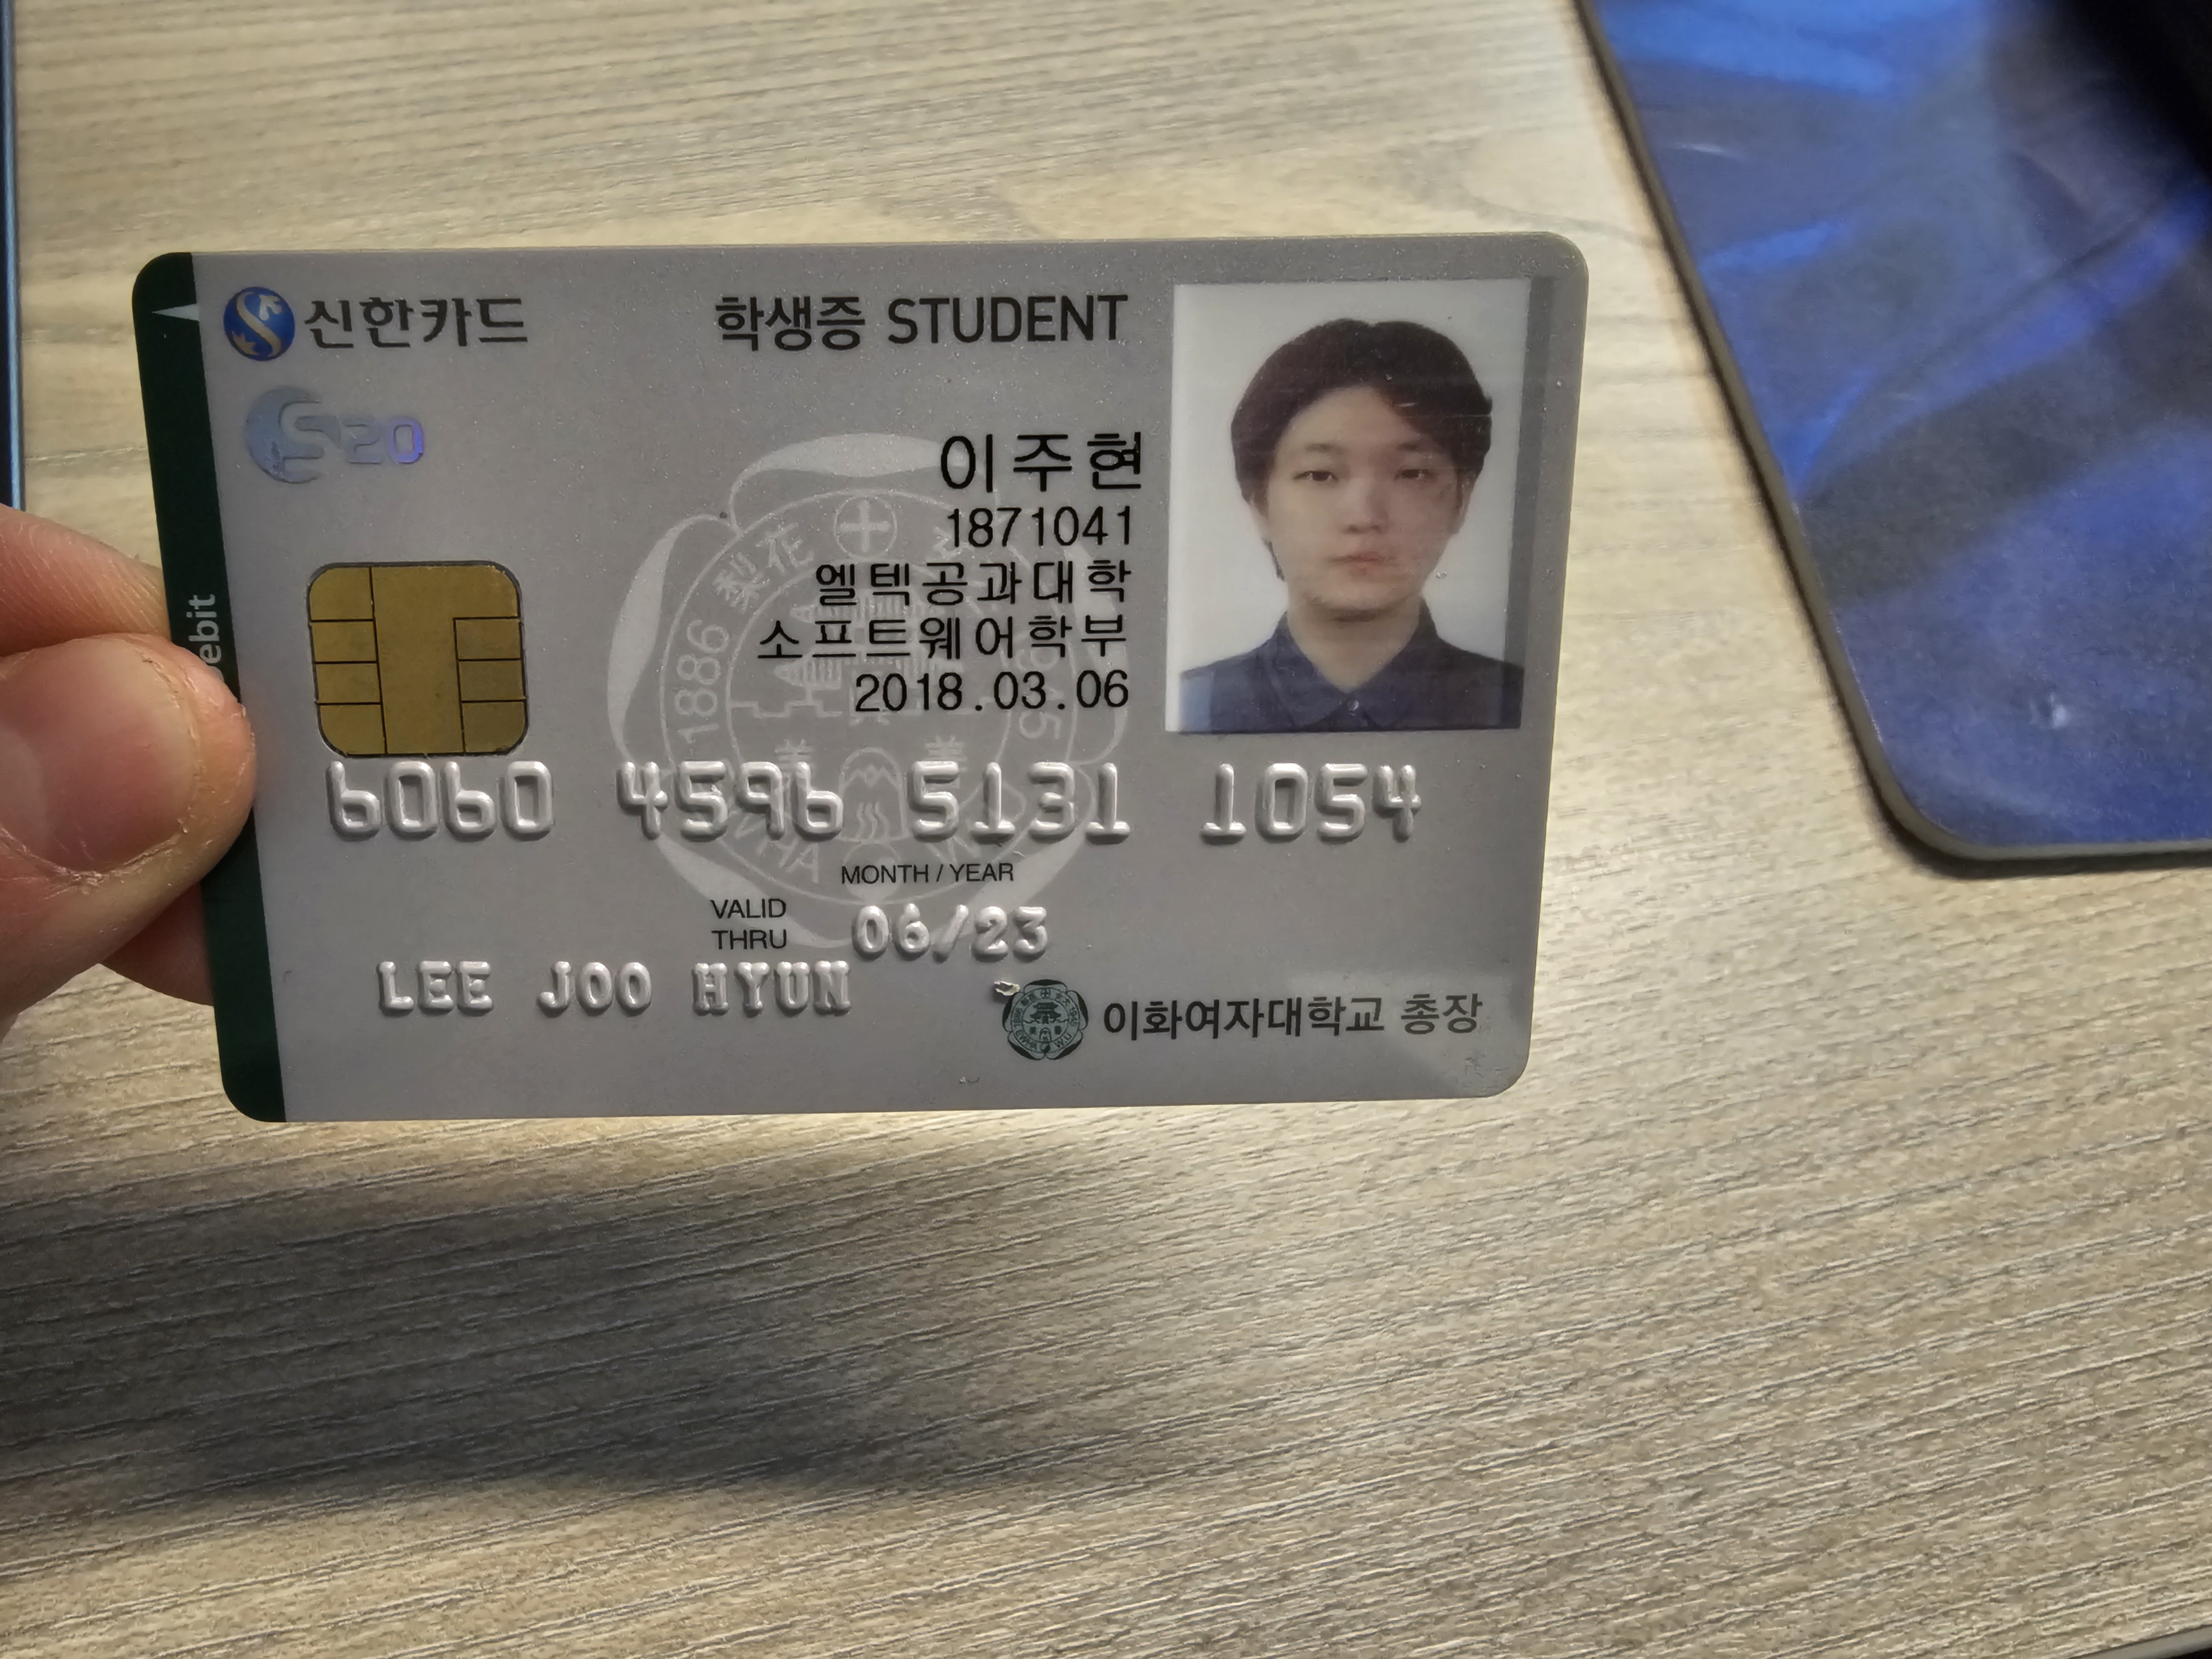 신한카드
학생증 STUDENT
S20
이주현
1871041
엘텍공과대학
소프트웨어학부
2018.03.06
ebit
1886
梨花
6060 4596 5131 1054
MONTH / YEAR
VALID
THRU
06/23
LEE JOO HYUN
이화여자대학교 총장